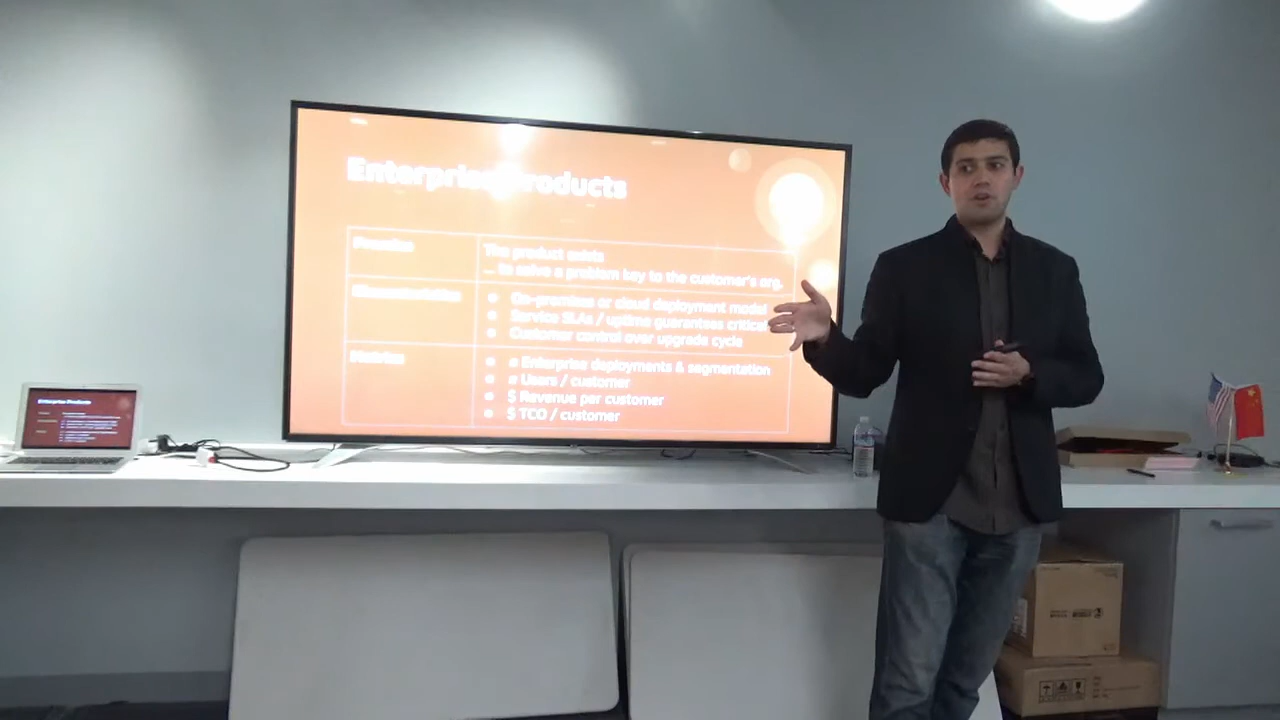 Enterprise Products
The product exists
... to solve a problem key to the customer's org.
On-premises or cloud deployment model
Service SLAs / uptime guarantees critical
Customer control over upgrade cycle
Metrics
# Enterprise deployments & segmentation
# Users / customer
$ Revenue per customer
$ TCO / customer
Enterprise Products